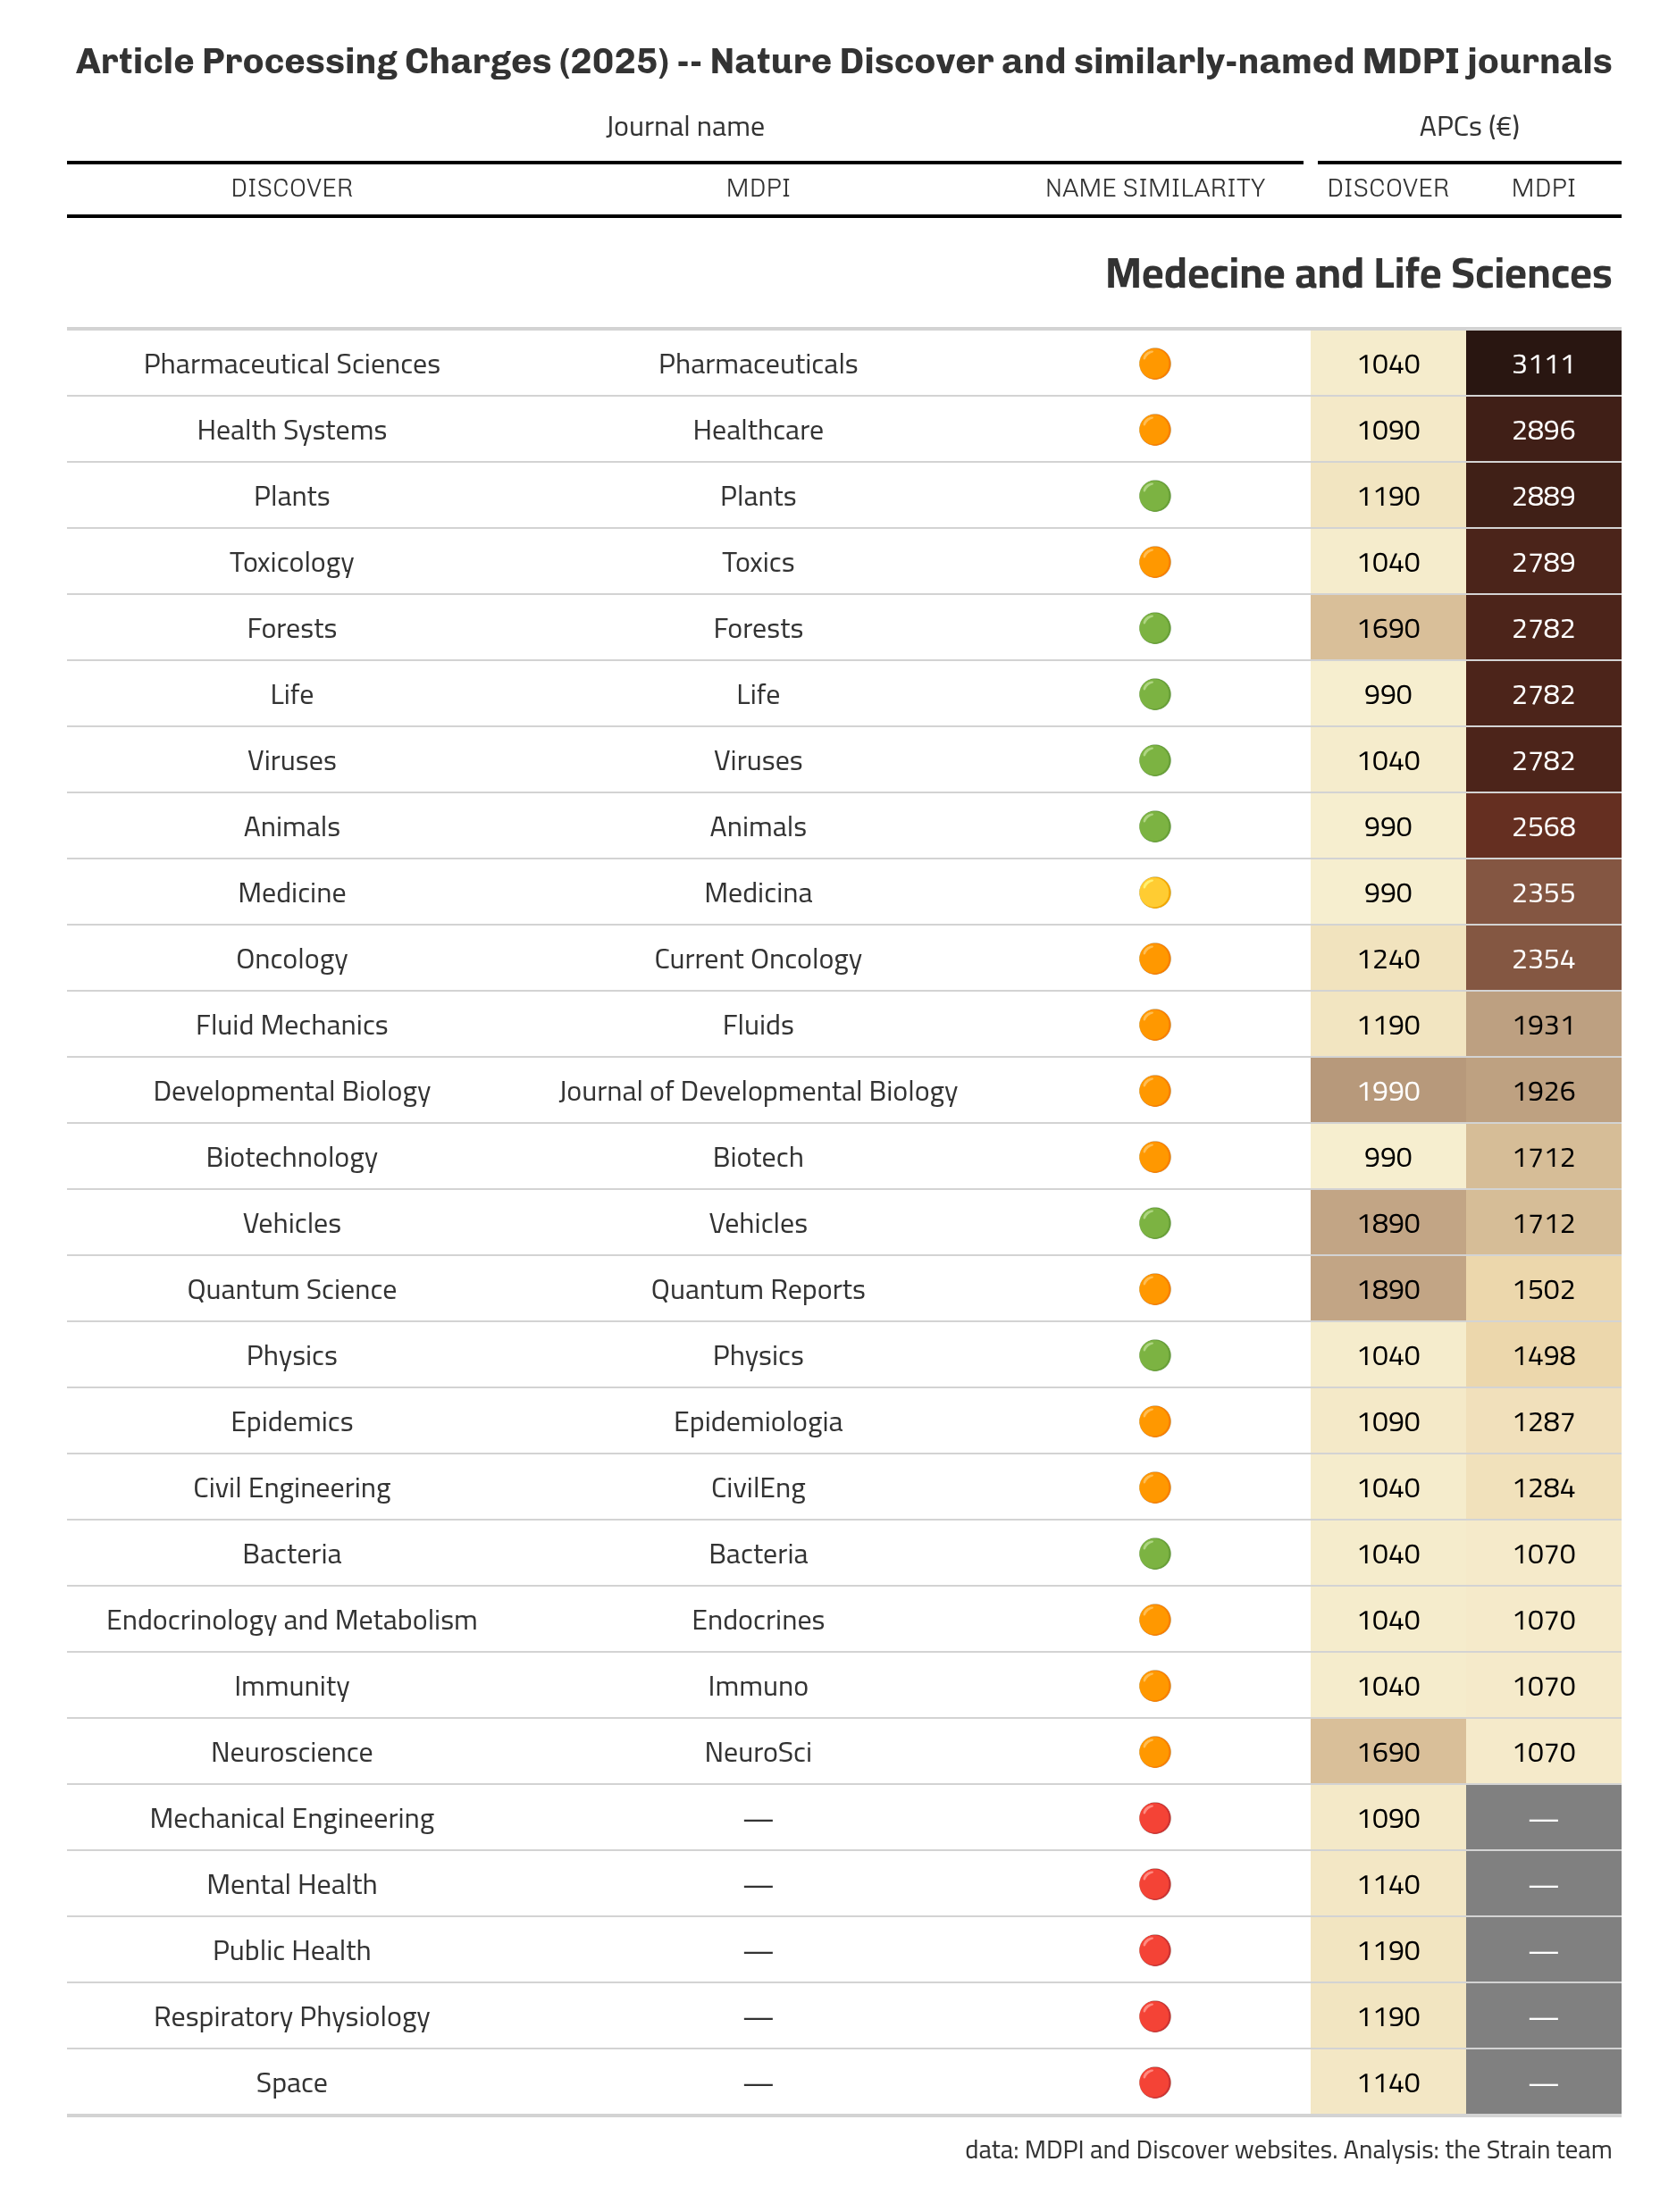 Article Processing Charges (2025) -- Nature Discover and similarly-named MDPI journals
Journal name APCs (€)
DISCOVER MDPI NAME SIMILARITY DISCOVER MDPI
Medecine and Life Sciences
Pharmaceutical Sciences Pharmaceuticals 1040 3111
Health Systems Healthcare 1090 2896
Plants Plants 1190 2889
Toxicology Toxics 1040 2789
Forests Forests 1690 2782
Life Life 990 2782
Viruses Viruses 1040 2782
Animals Animals 990 2568
Medicine Medicina 990 2355
Oncology Current Oncology 1240 2354
Fluid Mechanics Fluids 1190 1931
Developmental Biology Journal of Developmental Biology 1990 1926
Biotechnology Biotech 990 1712
Vehicles Vehicles 1890 1712
Quantum Science Quantum Reports 1890 1502
Physics Physics 1040 1498
Epidemics Epidemiologia 1090 1287
Civil Engineering CivilEng 1040 1284
Bacteria Bacteria 1040 1070
Endocrinology and Metabolism Endocrines 1040 1070
Immunity Immuno 1040 1070
Neuroscience NeuroSci 1690 1070
Mechanical Engineering — 1090 —
Mental Health — 1140 —
Public Health — 1190 —
Respiratory Physiology — 1190 —
Space — 1140 —
data: MDPI and Discover websites. Analysis: the Strain team